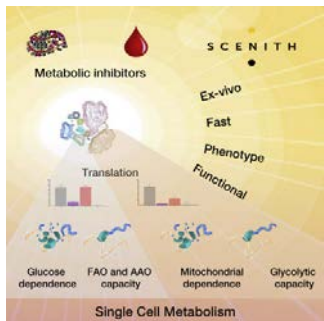 SCENITH
Metabolic inhibitors
Ex-vivo
Fast
Phenotype
Functional
Translation
Glucose
dependence
FAO and AAO
capacity
Mitochondrial
dependence
Glycolytic
capacity
Single Cell Metabolism